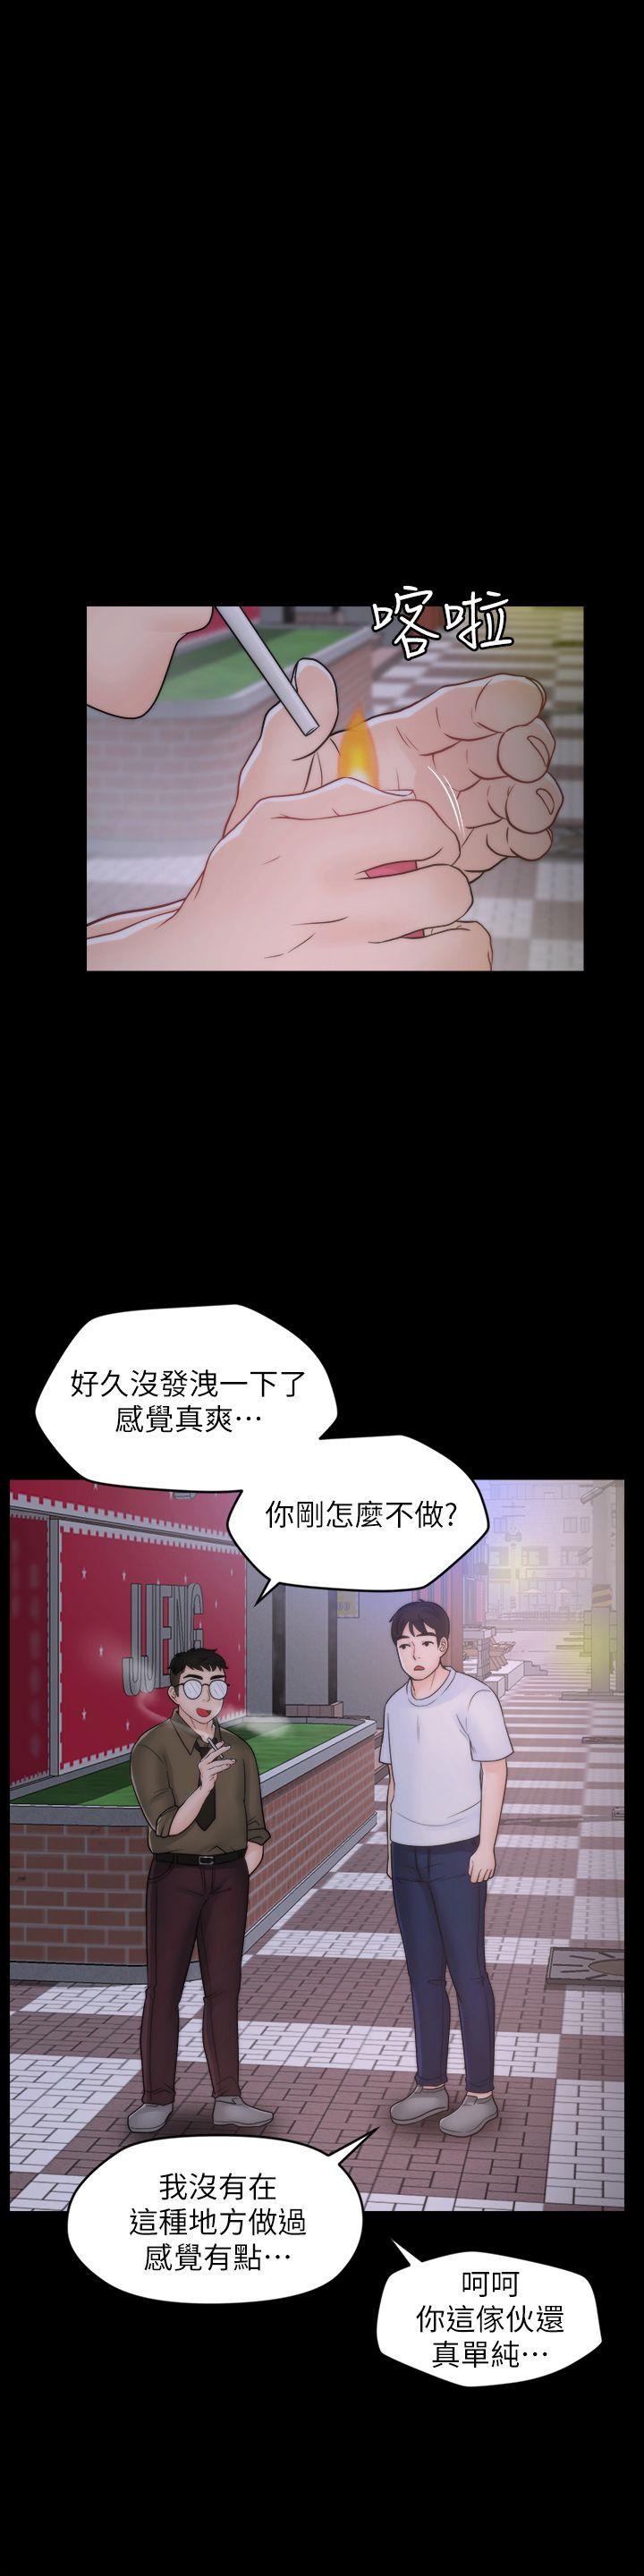 喀啦
好久沒發洩一下了
感覺真爽⋯
你剛怎麼不做?
JJENG
我沒有在
這種地方做過
感覺有點⋯
呵呵
你這傢伙還
真單純⋯